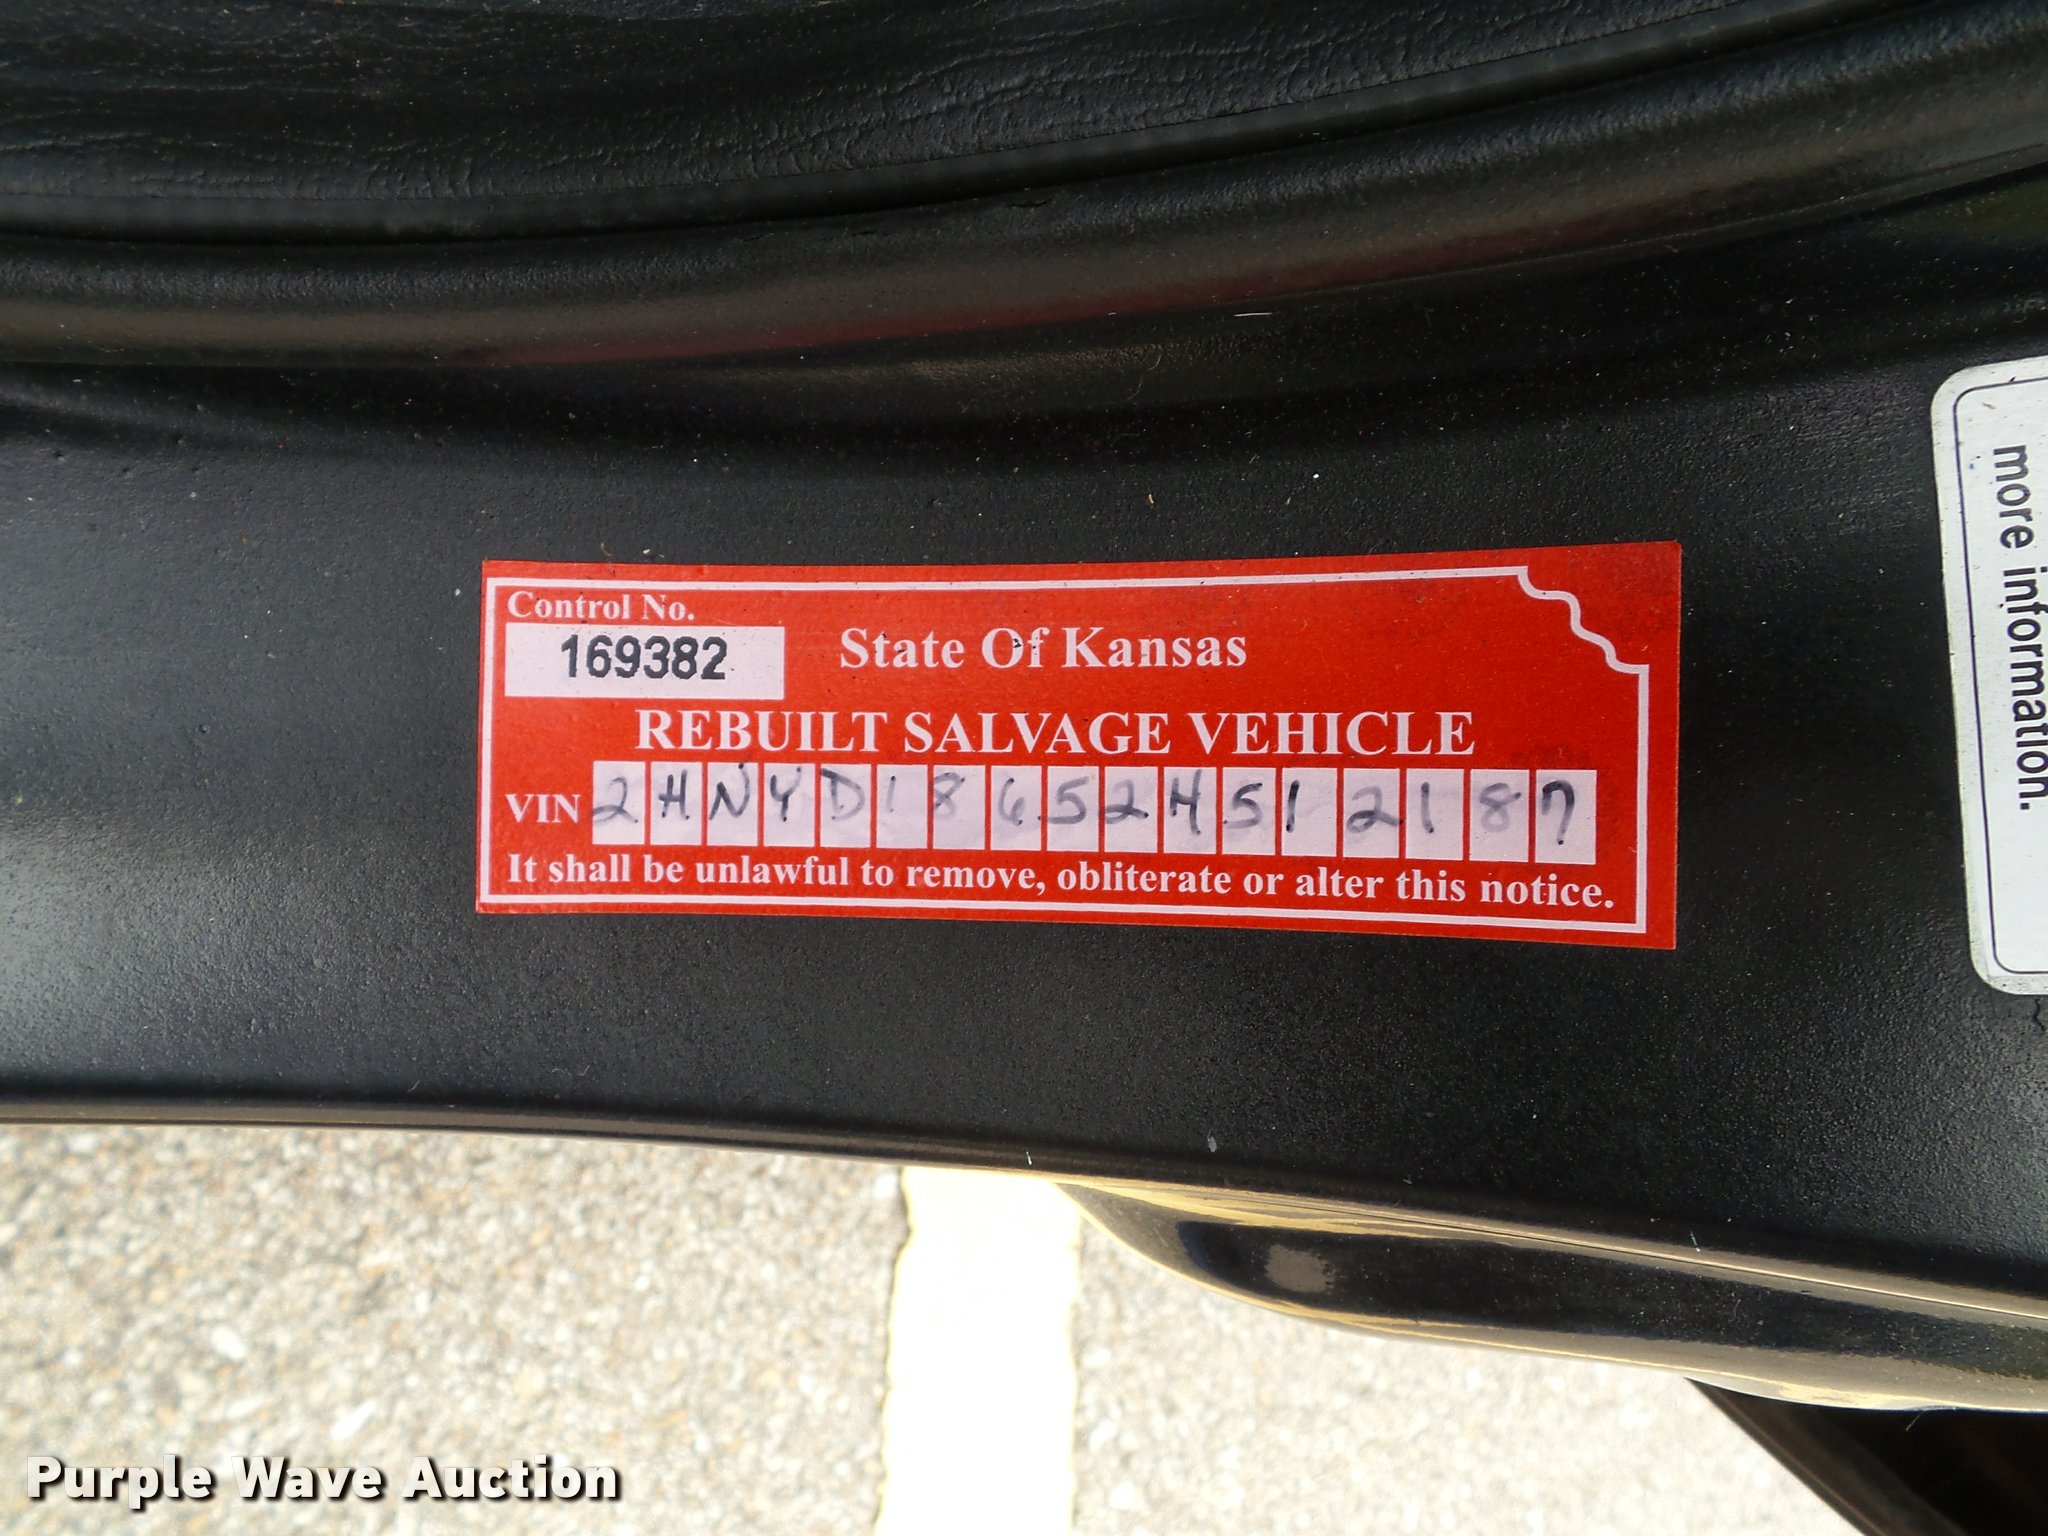 Control No.
169382
State Of Kansas
REBUILT SALVAGE VEHICLE
VIN 2HNYD18652H512187
It shall be unlawful to remove, obliterate or alter this notice.
more information.
Purple Wave Auction